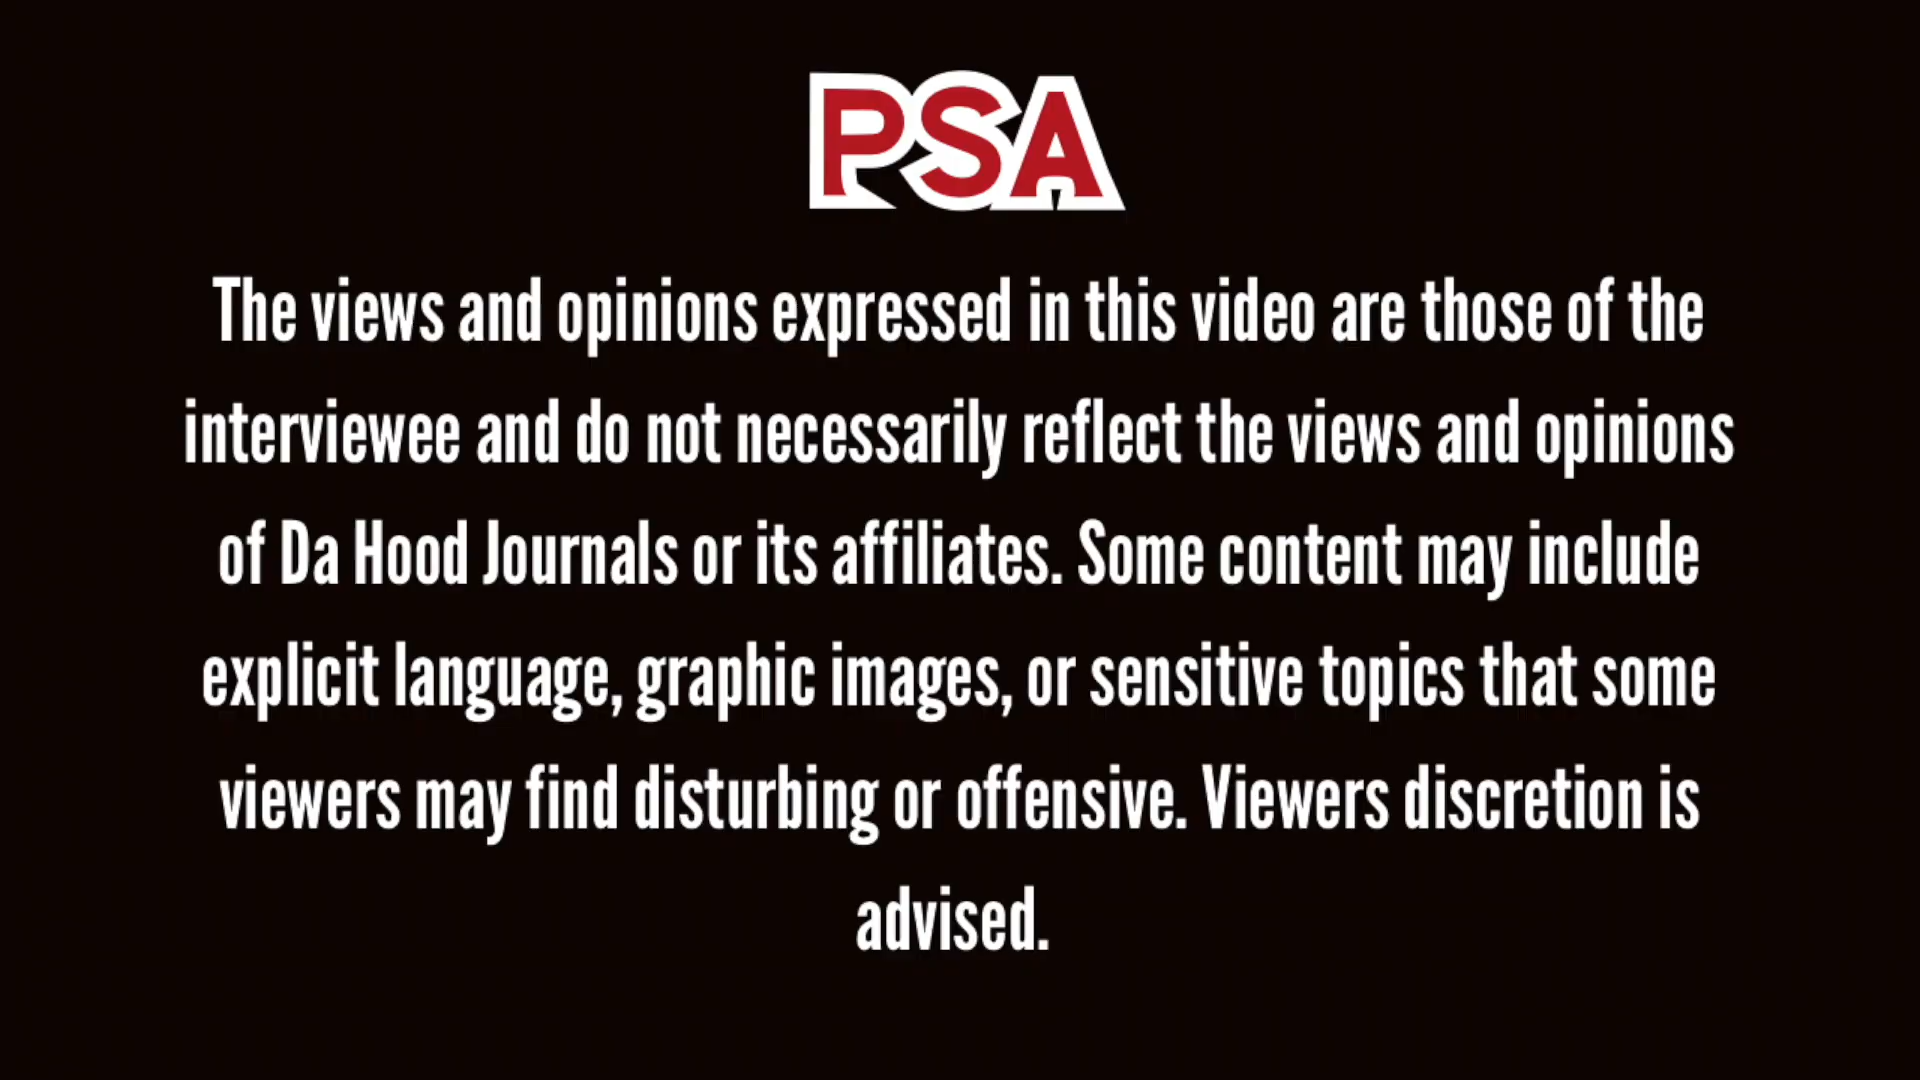 PSA
The views and opinions expressed in this video are those of the
interviewee and do not necessarily reflect the views and opinions
of Da Hood Journals or its affiliates. Some content may include
explicit language, graphic images, or sensitive topics that some
viewers may find disturbing or offensive. Viewers discretion is
advised.